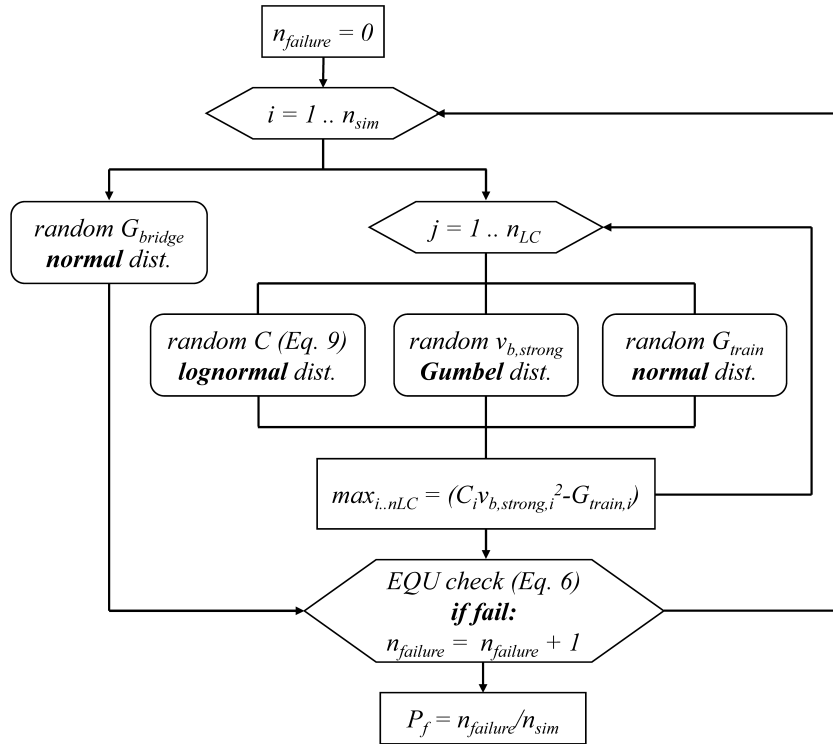 n_failure = 0
i = 1 .. n_sim
random G_bridge
normal dist.
j = 1 .. n_LC
random C (Eq. 9)
lognormal dist.
random v_b,strong
Gumbel dist.
random G_train
normal dist.
max_i..nLC = (C_i v_b,strong,i^2-G_train,i)
EQU check (Eq. 6)
if fail:
n_failure = n_failure + 1
P_f = n_failure/n_sim